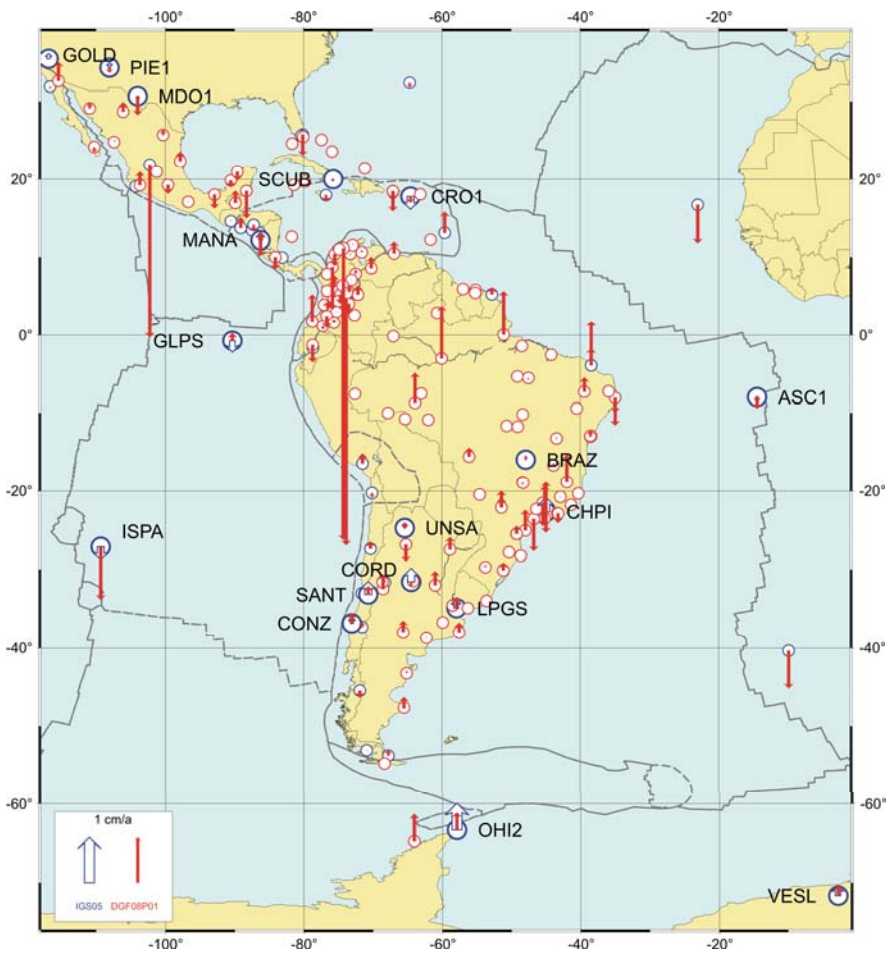 -100° -80° -60° -40° -20°
GOLD
PIE1
MDO1
20° SCUB 20°
CRO1
MANA
0° GLPS 0°
ASC1
BRAZ
-20° -20°
CHPI
ISPA UNSA
CORD
SANT LPGS
CONZ
-40° -40°
-60° -60°
1 cm/a
OHI2
IGS05 DGF08P01
VESL
-100° -80° -60° -40° -20°